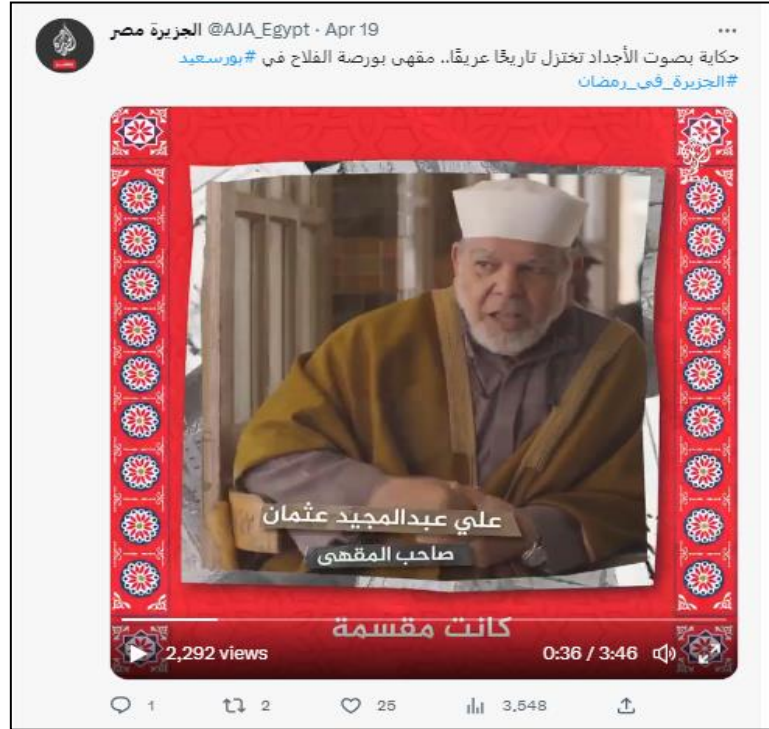 الجزيرة مصر @AJA_Egypt · Apr 19
حكاية بصوت الأجداد تختزل تاريخًا عريقًا.. مقهى بورصة الفلاح في #بورسعيد
#الجزيرة_في_رمضان
علي عبدالمجيد عثمان
صاحب المقهى
كانت مقسمة
2,292 views
0:36 / 3:46
1 2 25 3,548